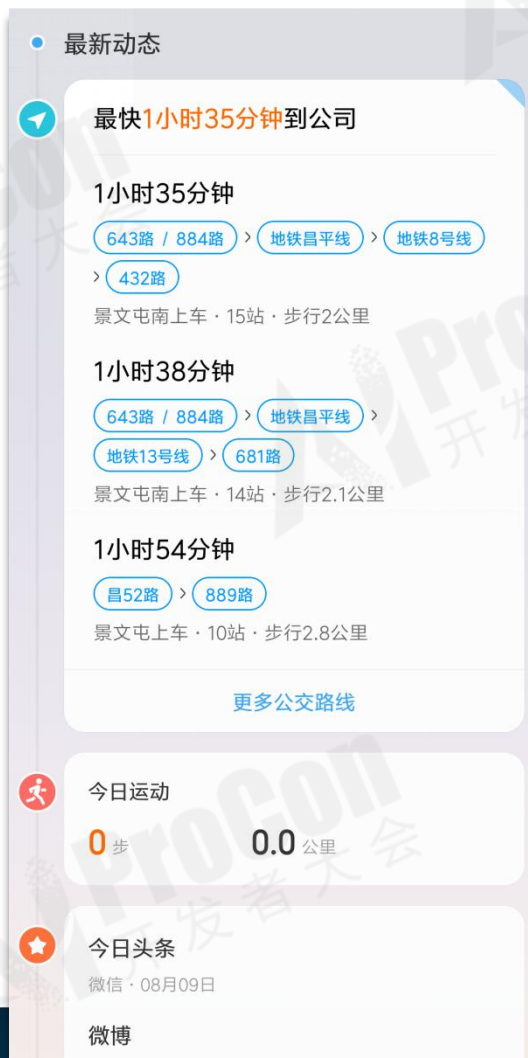 最新动态
最快1小时35分钟到公司
1小时35分钟
643路 / 884路 > 地铁昌平线 > 地铁8号线
> 432路
景文屯南上车 · 15站 · 步行2公里
1小时38分钟
643路 / 884路 > 地铁昌平线 >
地铁13号线 > 681路
景文屯南上车 · 14站 · 步行2.1公里
1小时54分钟
昌52路 > 889路
景文屯上车 · 10站 · 步行2.8公里
更多公交路线
今日运动
0 步 0.0 公里
今日头条
微信 · 08月09日
微博
AI ProCon
开发者大会